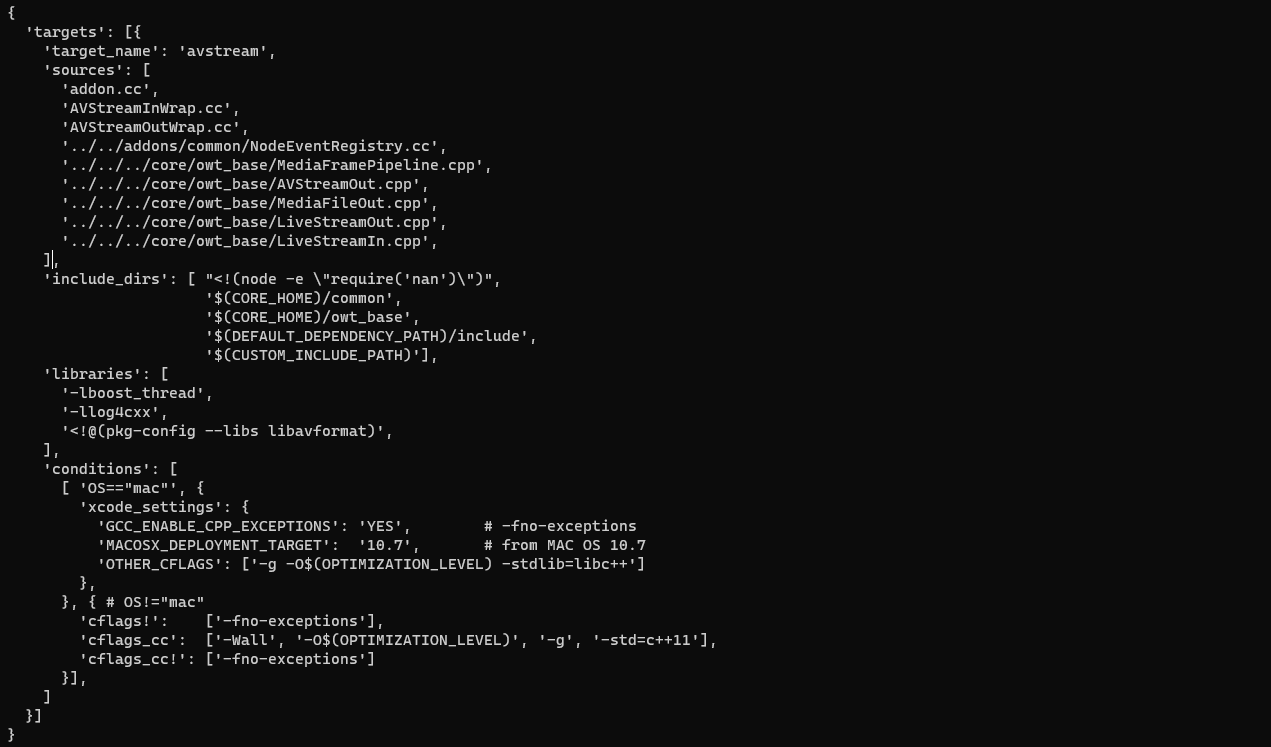 {
  'targets': [{
    'target_name': 'avstream',
    'sources': [
      'addon.cc',
      'AVStreamInWrap.cc',
      'AVStreamOutWrap.cc',
      '../../addons/common/NodeEventRegistry.cc',
      '../../../core/owt_base/MediaFramePipeline.cpp',
      '../../../core/owt_base/AVStreamOut.cpp',
      '../../../core/owt_base/MediaFileOut.cpp',
      '../../../core/owt_base/LiveStreamOut.cpp',
      '../../../core/owt_base/LiveStreamIn.cpp',
    ],
    'include_dirs': [ "<!(node -e \"require('nan')\")",
                      '$(CORE_HOME)/common',
                      '$(CORE_HOME)/owt_base',
                      '$(DEFAULT_DEPENDENCY_PATH)/include',
                      '$(CUSTOM_INCLUDE_PATH)'],
    'libraries': [
      '-lboost_thread',
      '-llog4cxx',
      '<!@(pkg-config --libs libavformat)',
    ],
    'conditions': [
      [ 'OS=="mac"', {
        'xcode_settings': {
          'GCC_ENABLE_CPP_EXCEPTIONS': 'YES',        # -fno-exceptions
          'MACOSX_DEPLOYMENT_TARGET':  '10.7',       # from MAC OS 10.7
          'OTHER_CFLAGS': ['-g -O$(OPTIMIZATION_LEVEL) -stdlib=libc++']
        },
      }, { # OS!="mac"
        'cflags!':    ['-fno-exceptions'],
        'cflags_cc':  ['-Wall', '-O$(OPTIMIZATION_LEVEL)', '-g', '-std=c++11'],
        'cflags_cc!': ['-fno-exceptions']
      }],
    ]
  }]
}